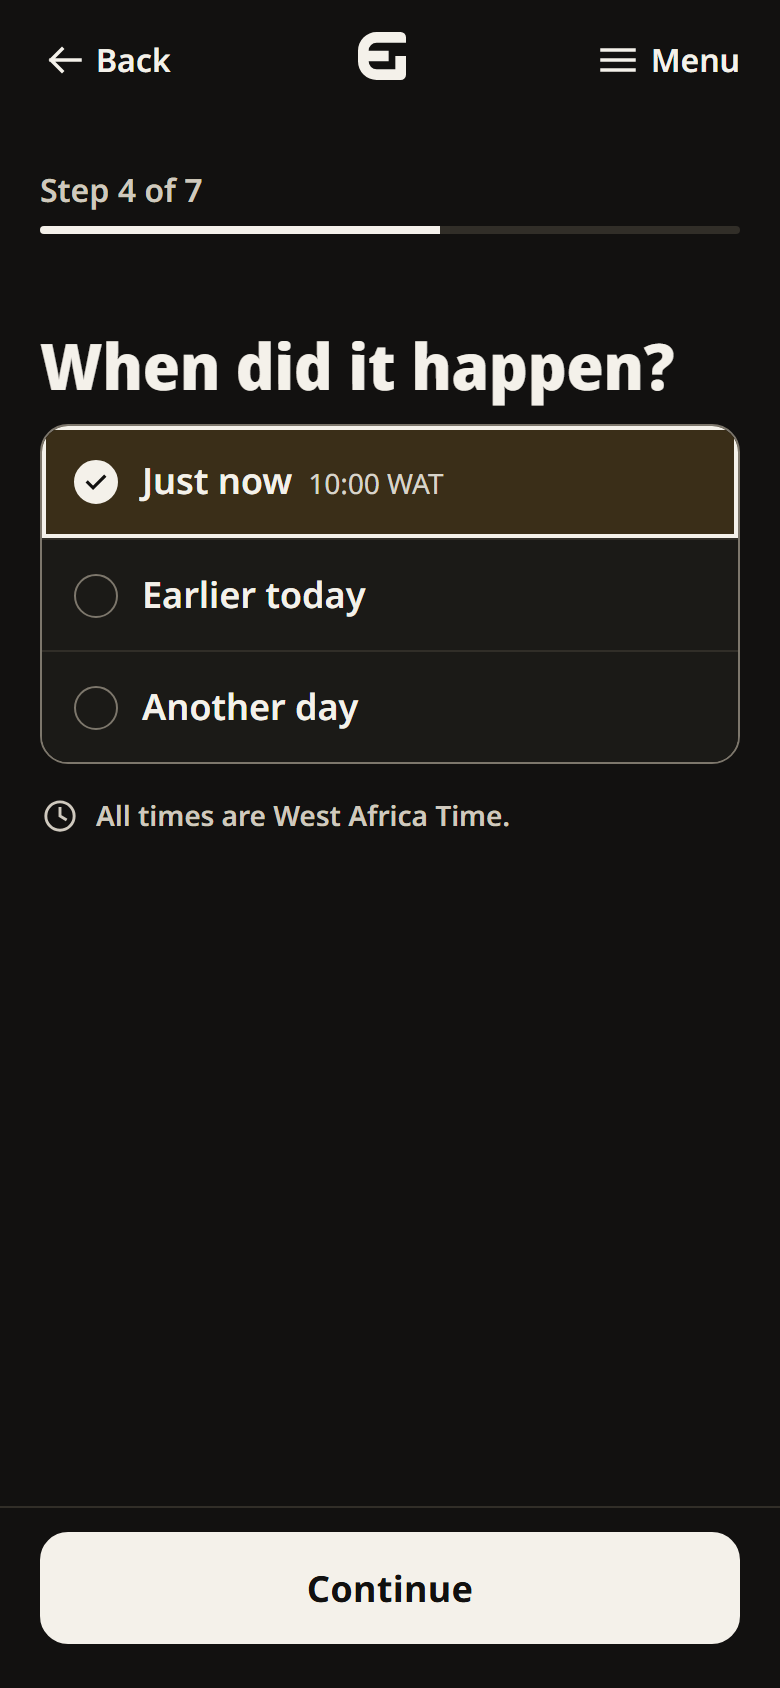 Back
Menu
Step 4 of 7
When did it happen?
Just now 10:00 WAT
Earlier today
Another day
All times are West Africa Time.
Continue